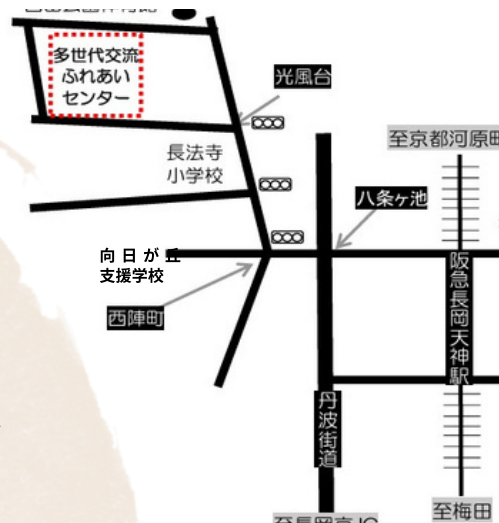 多世代交流
ふれあい
センター
光風台
長法寺
小学校
至京都河原町
八条ヶ池
向日が丘
支援学校
阪急長岡天神駅
西陣町
丹波街道
至梅田